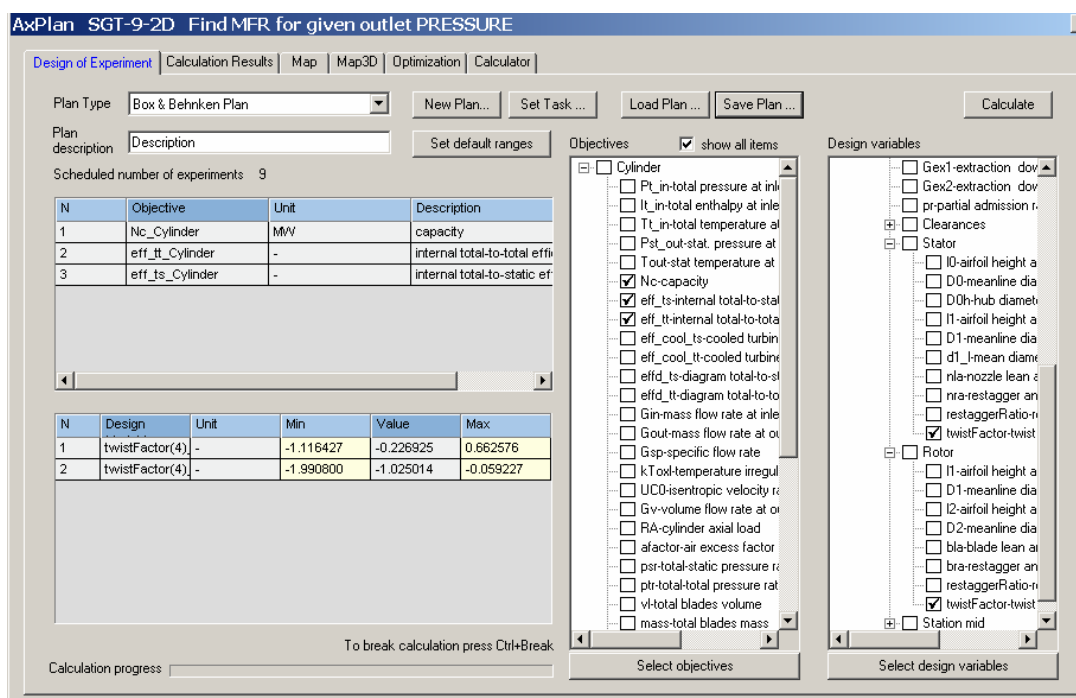 AxPlan SGT-9-2D Find MFR for given outlet PRESSURE
Design of Experiment Calculation Results Map Map3D Optimization Calculator
Plan Type Box & Behnken Plan New Plan... Set Task ... Load Plan ... Save Plan ... Calculate
Plan description Description Set default ranges Objectives show all items Design variables
Scheduled number of experiments 9
N Objective Unit Description
1 Nc_Cylinder MW capacity
2 eff_tt_Cylinder - internal total-to-total effi
3 eff_ts_Cylinder - internal total-to-static ef
N Design Unit Min Value Max
1 twistFactor(4)_ - -1.116427 -0.226925 0.662576
2 twistFactor(4)_ - -1.990800 -1.025014 -0.059227
To break calculation press Ctrl+Break
Calculation progress
Cylinder
Pt_in-total pressure at inle
It_in-total enthalpy at inle
Tt_in-total temperature at
Pst_out-stat. pressure at
Tout-stat temperature at
Nc-capacity
eff_ts-internal total-to-stat
eff_tt-internal total-to-tota
eff_cool_ts-cooled turbin
eff_cool_tt-cooled turbine
effd_ts-diagram total-to-st
effd_tt-diagram total-to-to
Gin-mass flow rate at inle
Gout-mass flow rate at ou
Gsp-specific flow rate
kToxl-temperature irregul
UC0-isentropic velocity ra
Gv-volume flow rate at ou
RA-cylinder axial load
afactor-air excess factor
psr-total-static pressure ra
ptr-total-total pressure rat
vl-total blades volume
mass-total blades mass
Select objectives
Gex1-extraction dow
Gex2-extraction dow
pr-partial admission r
Clearances
Stator
l0-airfoil height a
D0-meanline dia
D0h-hub diamete
l1-airfoil height a
D1-meanline dia
d1_l-mean diame
nla-nozzle lean a
nra-restagger an
restaggerRatio-r
twistFactor-twist
Rotor
l1-airfoil height a
D1-meanline dia
l2-airfoil height a
D2-meanline dia
bla-blade lean an
bra-restagger an
restaggerRatio-r
twistFactor-twist
Station mid
Select design variables